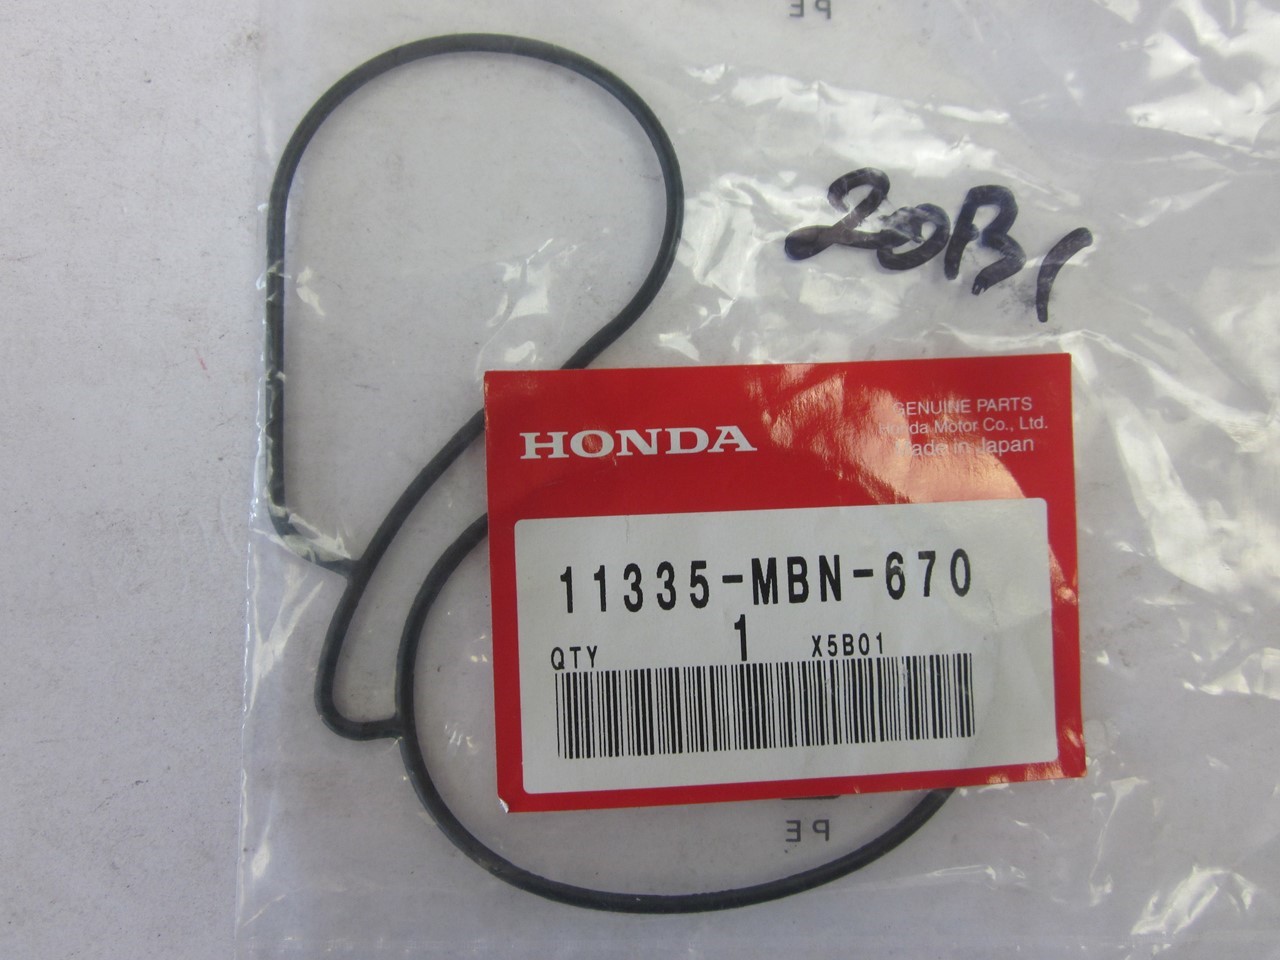 PE
20B1
HONDA
GENUINE PARTS
Honda Motor Co., Ltd.
Made in Japan
11335-MBN-670
QTY 1 X5B01
PE